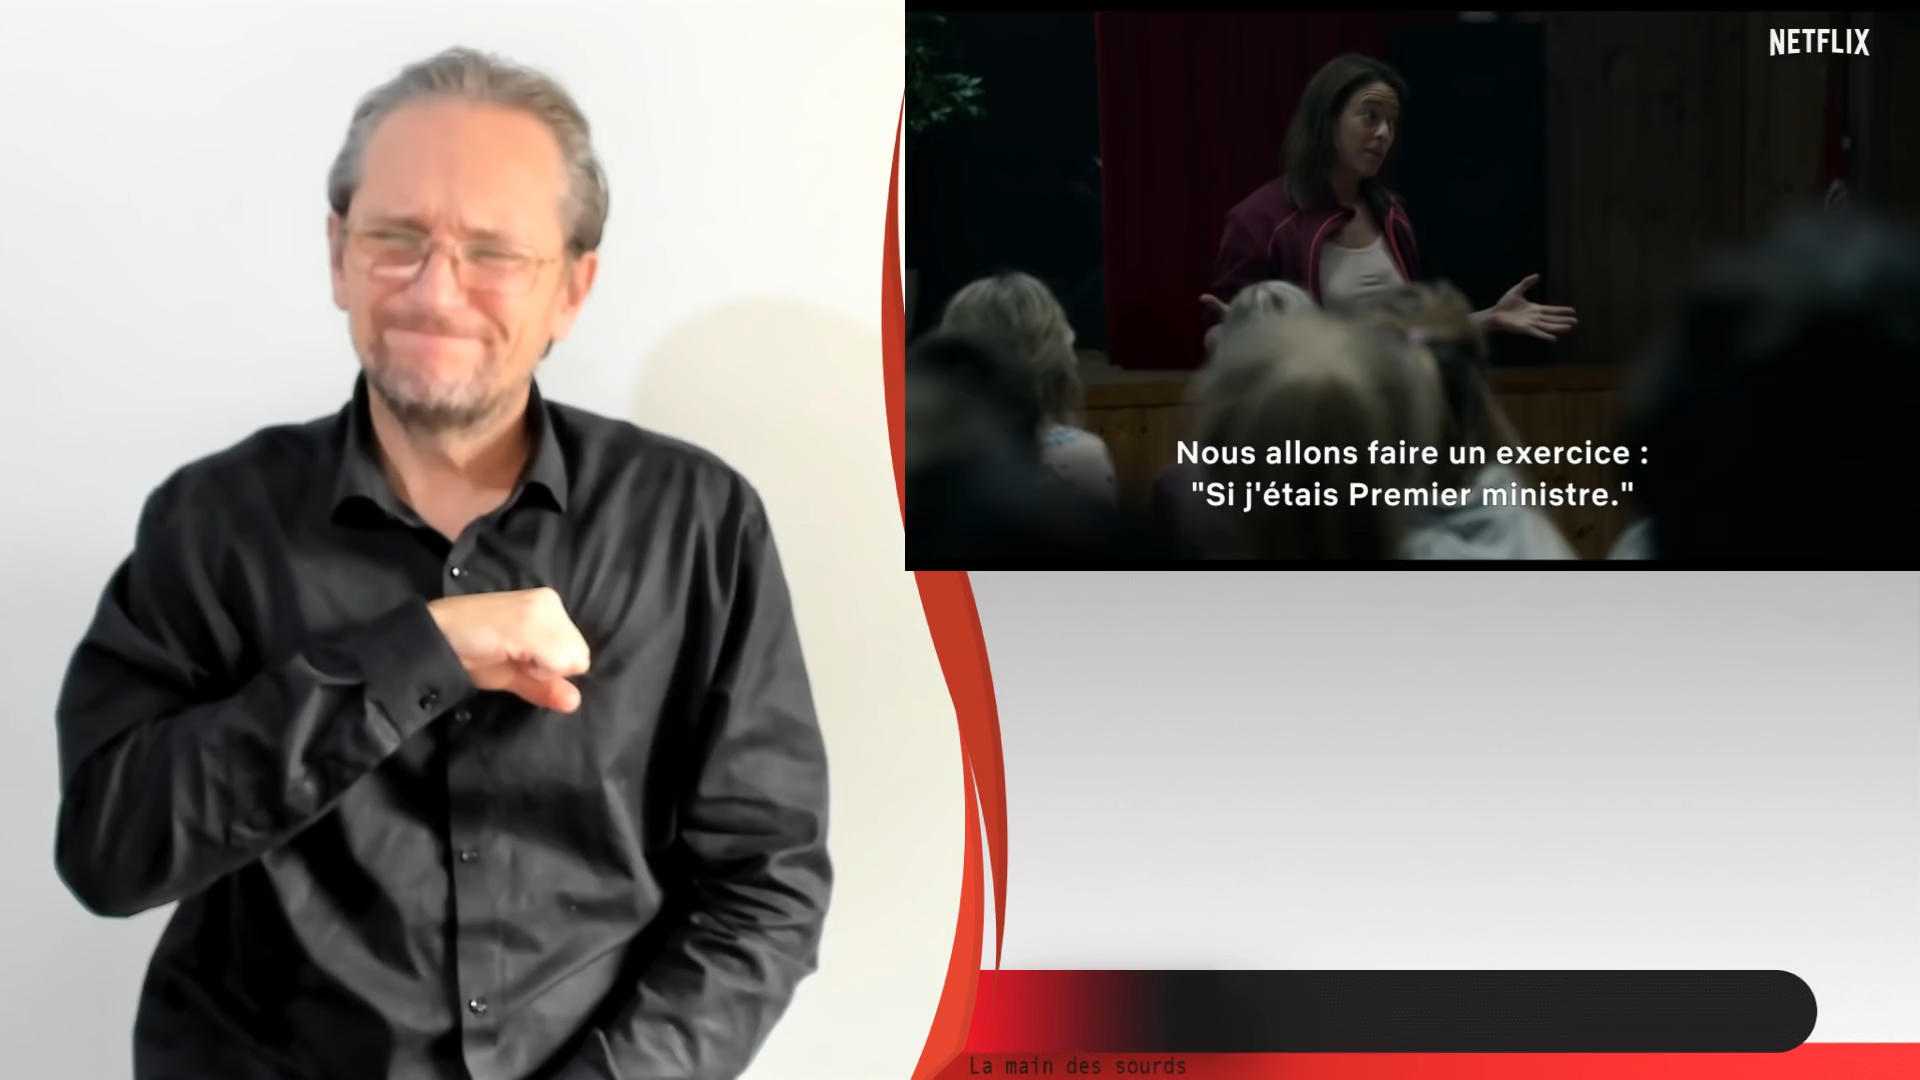 NETFLIX
Nous allons faire un exercice :
"Si j'étais Premier ministre."
La main des sourds